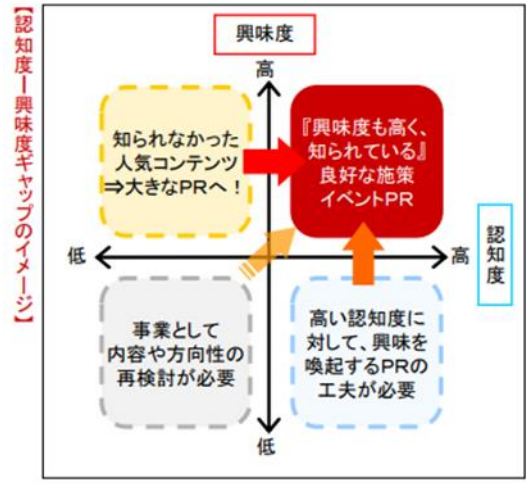 【認知度ー興味度ギャップのイメージ】
興味度
高
知られなかった
人気コンテンツ
⇒大きなPRへ！
『興味度も高く、
知られている』
良好な施策
イベントPR
低
高
認知度
事業として
内容や方向性の
再検討が必要
高い認知度に
対して、興味を
喚起するPRの
工夫が必要
低